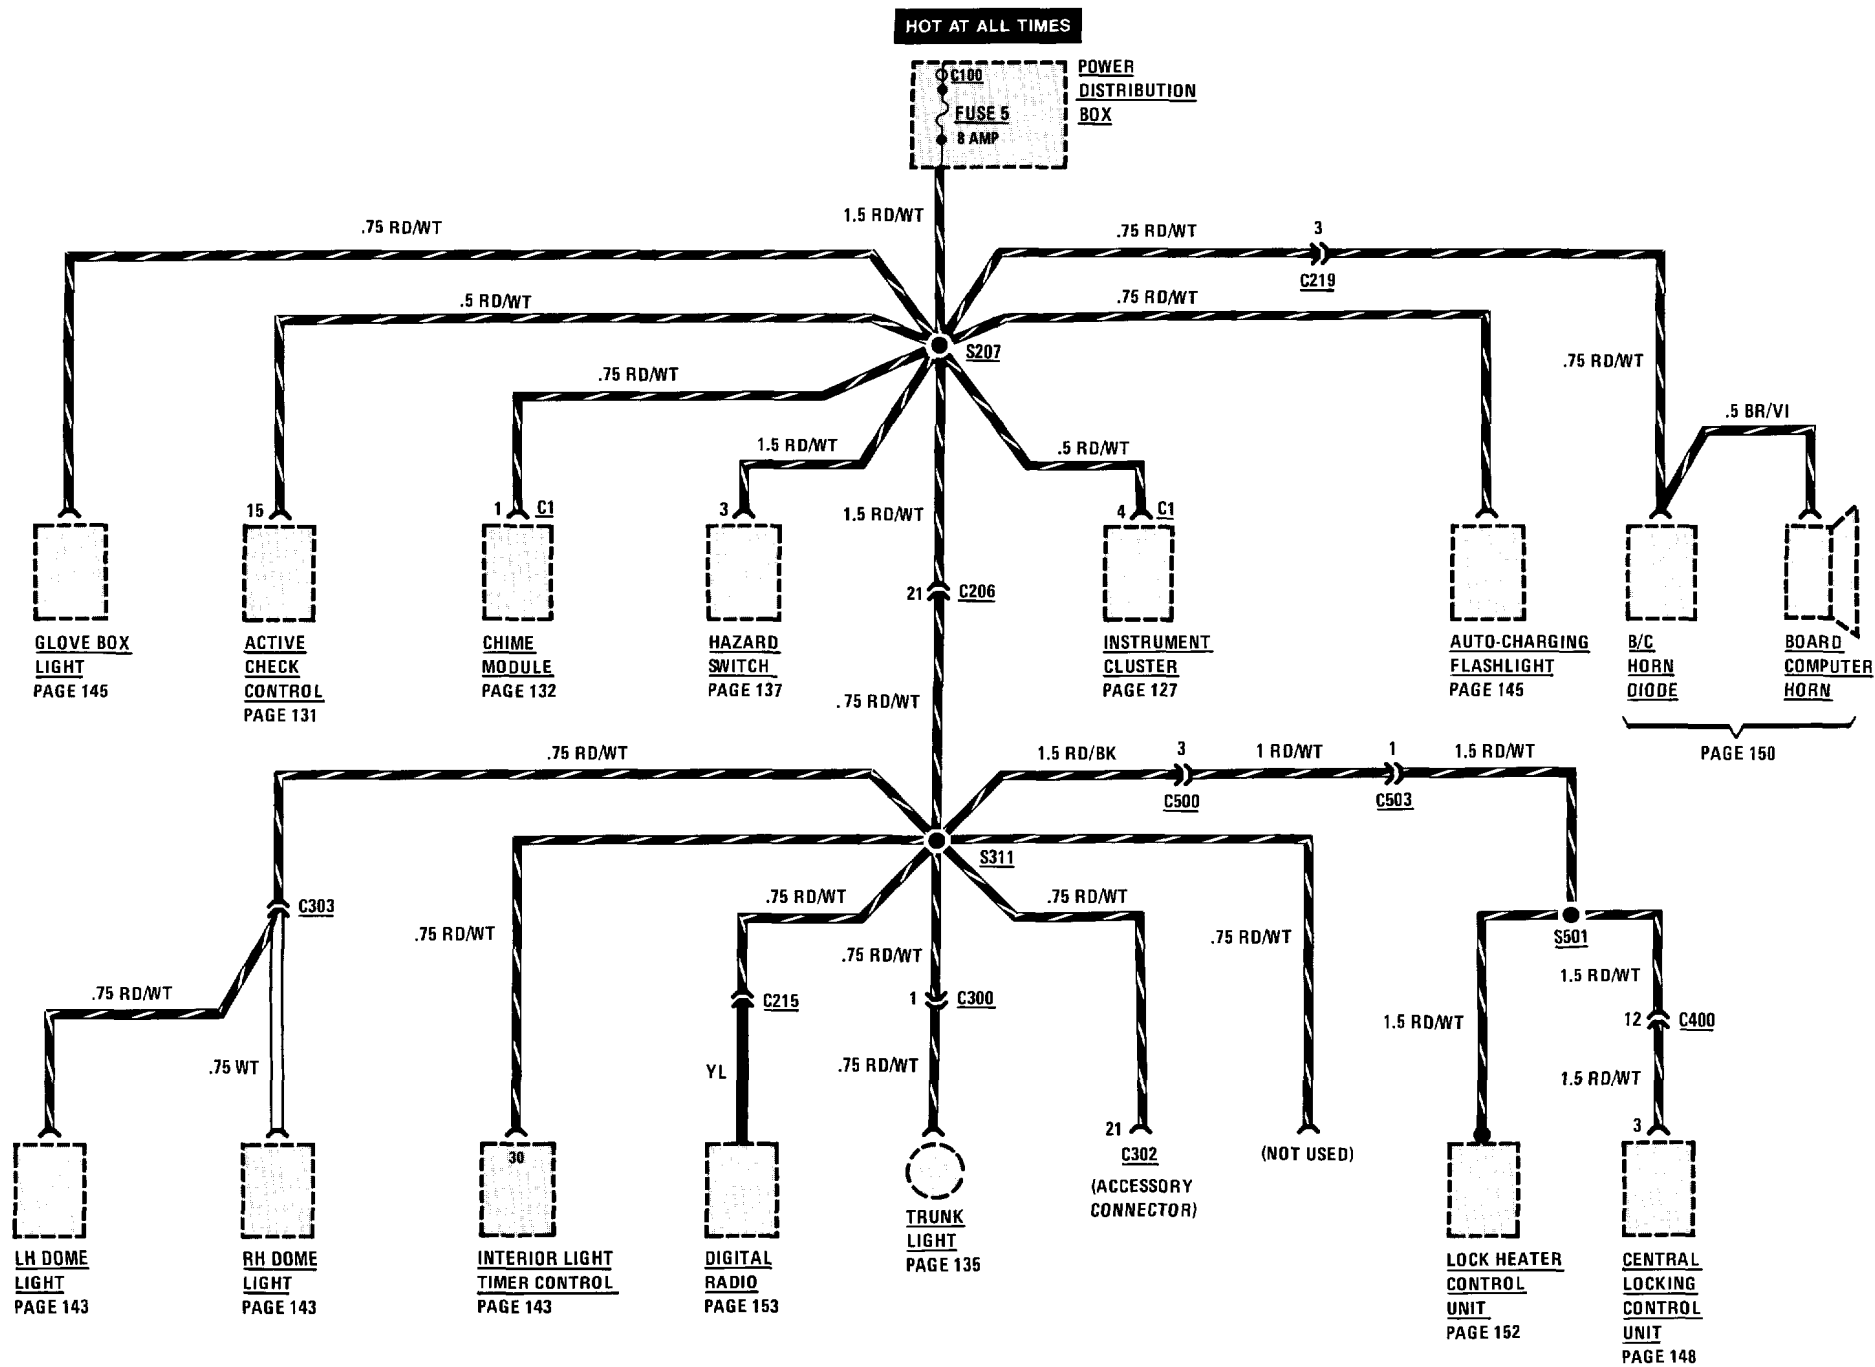 HOT AT ALL TIMES
C100
FUSE 5
8 AMP
POWER
DISTRIBUTION
BOX
1.5 RD/WT
.75 RD/WT
.75 RD/WT
3
C219
.5 RD/WT
.75 RD/WT
S207
.75 RD/WT
.75 RD/WT
.5 BR/VI
1.5 RD/WT
.5 RD/WT
15
1
C1
3
1.5 RD/WT
4
C1
21
C206
GLOVE BOX
LIGHT
PAGE 145
ACTIVE
CHECK
CONTROL
PAGE 131
CHIME
MODULE
PAGE 132
HAZARD
SWITCH
PAGE 137
INSTRUMENT
CLUSTER
PAGE 127
AUTO-CHARGING
FLASHLIGHT
PAGE 145
B/C
HORN
DIODE
BOARD
COMPUTER
HORN
PAGE 150
.75 RD/WT
.75 RD/WT
1.5 RD/BK
3
C500
1 RD/WT
1
C503
1.5 RD/WT
S311
C303
.75 RD/WT
.75 RD/WT
.75 RD/WT
.75 RD/WT
.75 RD/WT
S501
.75 RD/WT
1.5 RD/WT
.75 RD/WT
C215
1
C300
1.5 RD/WT
12
C400
.75 WT
YL
.75 RD/WT
1.5 RD/WT
21
C302
(ACCESSORY
CONNECTOR)
(NOT USED)
3
30
LH DOME
LIGHT
PAGE 143
RH DOME
LIGHT
PAGE 143
INTERIOR LIGHT
TIMER CONTROL
PAGE 143
DIGITAL
RADIO
PAGE 153
TRUNK
LIGHT
PAGE 135
LOCK HEATER
CONTROL
UNIT
PAGE 152
CENTRAL
LOCKING
CONTROL
UNIT
PAGE 148